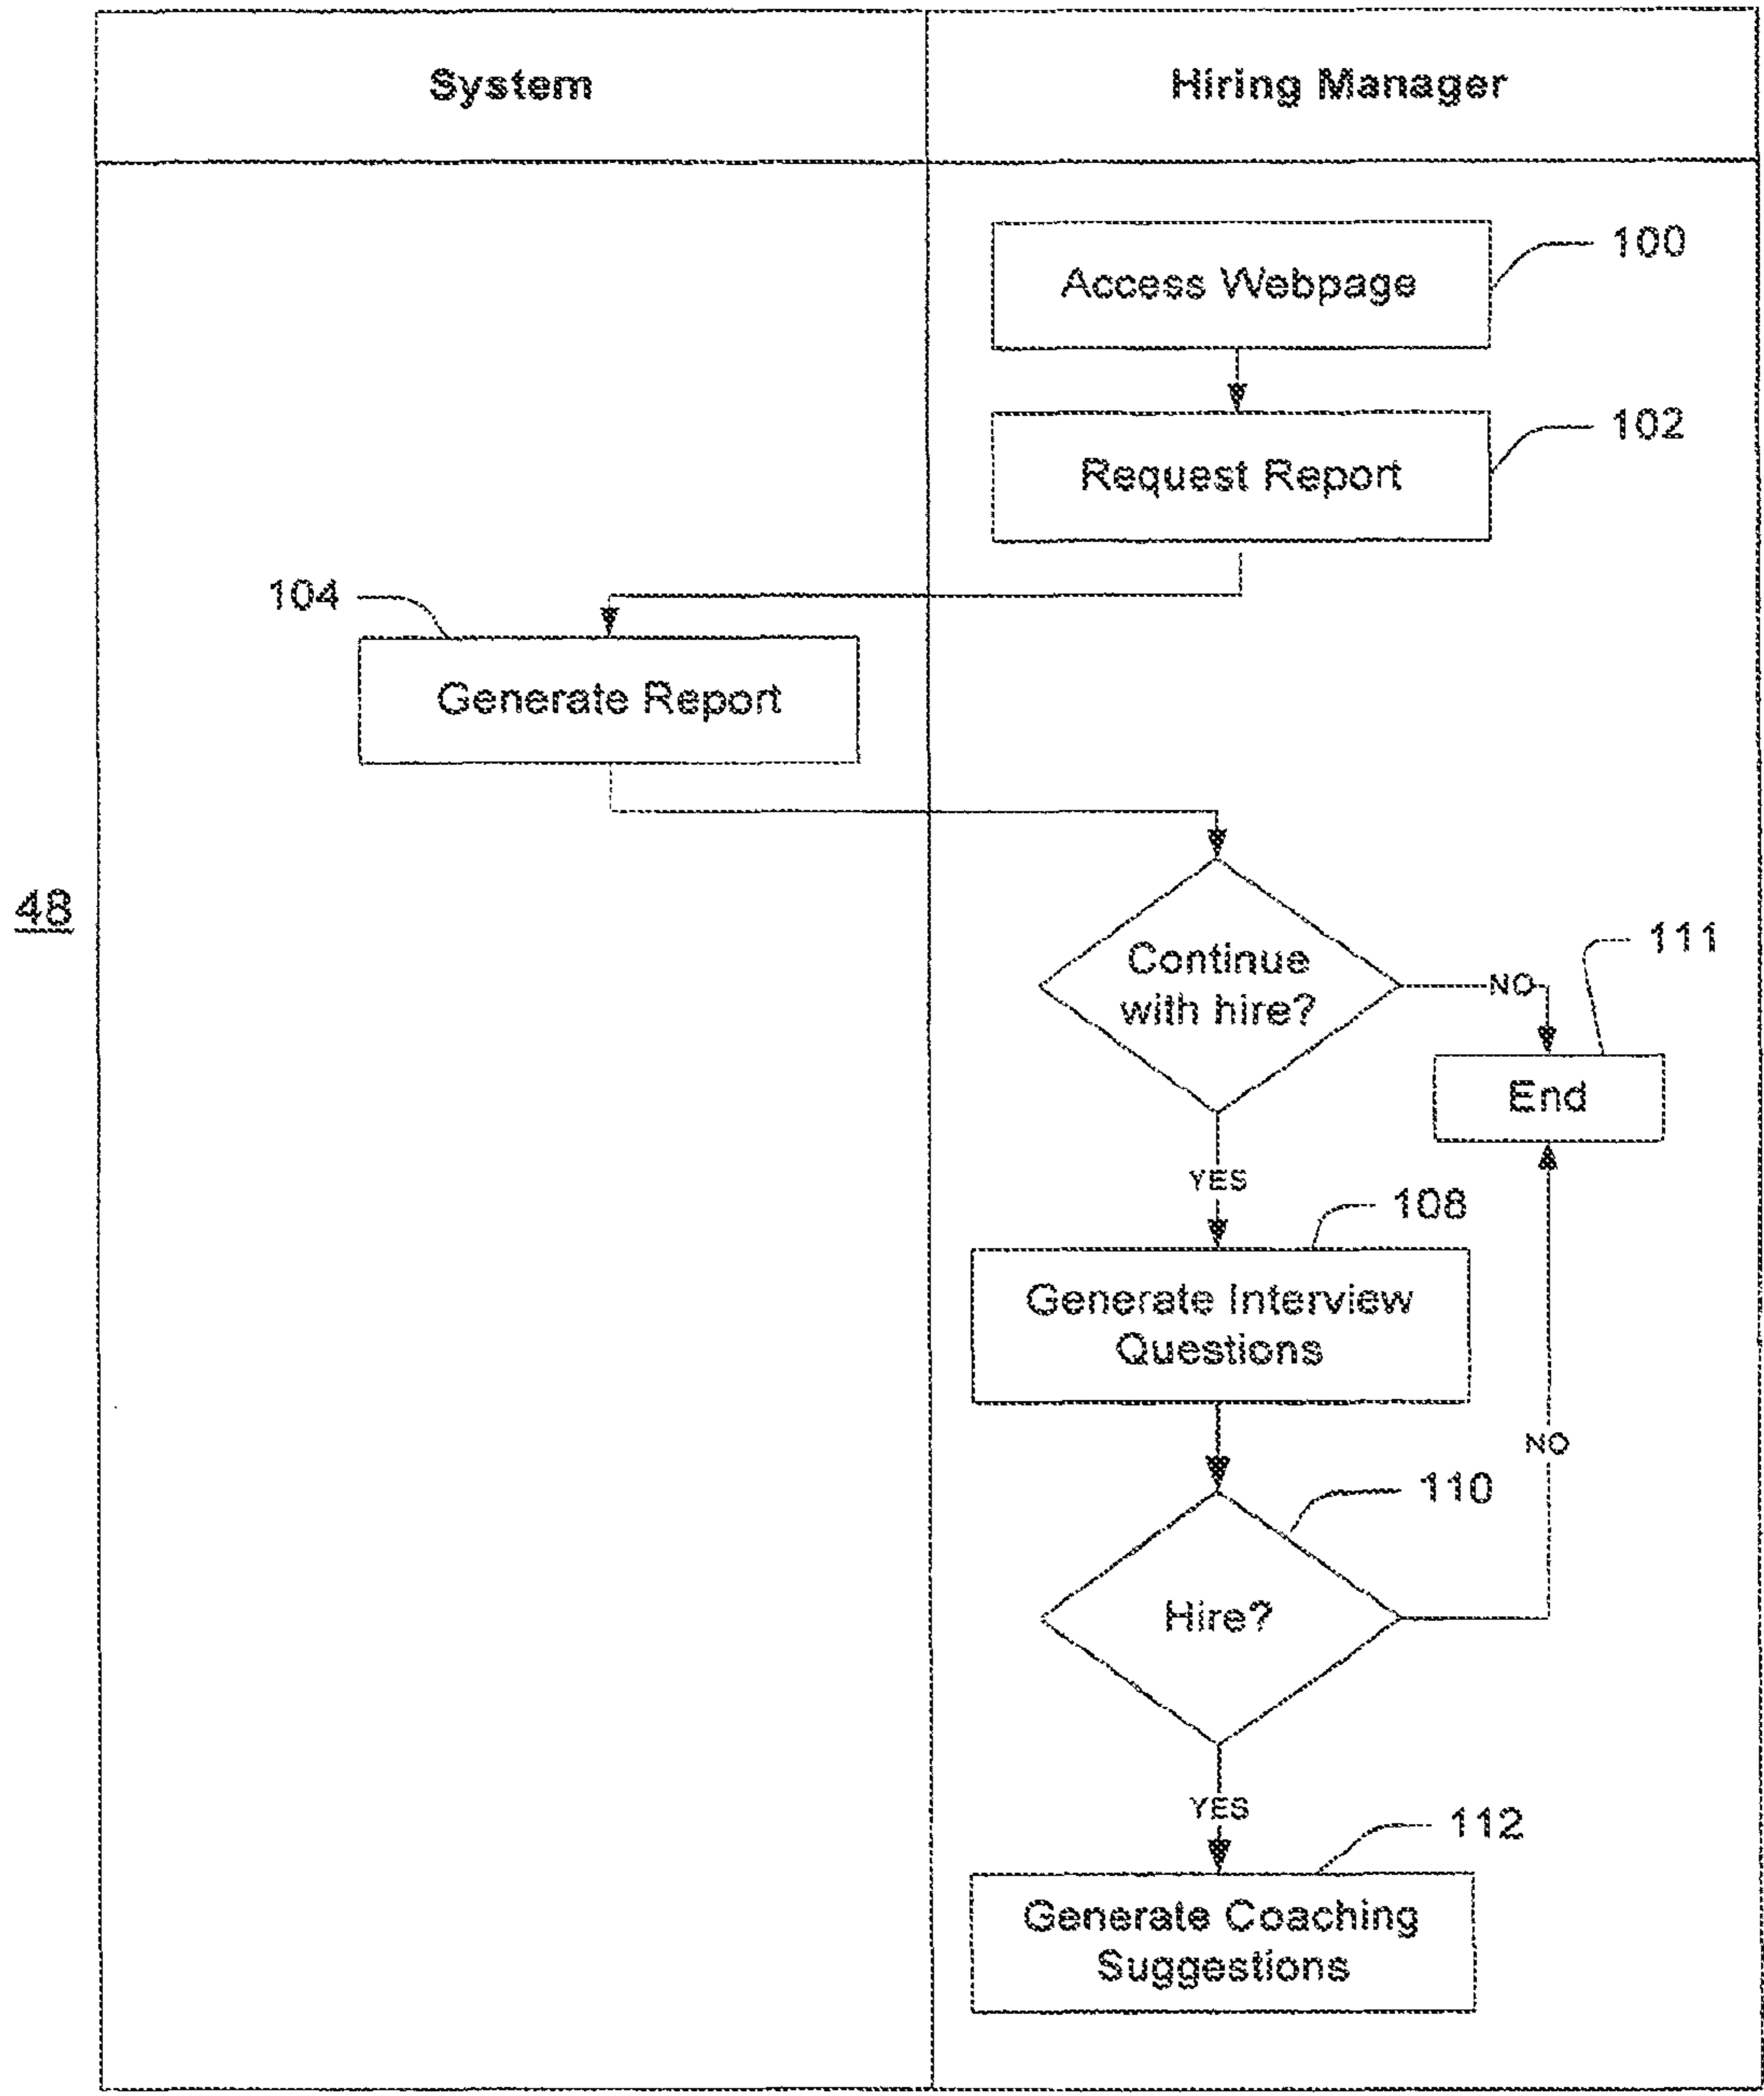 System
Hiring Manager
Access Webpage
100
Request Report
102
104
Generate Report
48
Continue
with hire?
NO
111
End
YES
108
Generate Interview
Questions
NO
110
Hire?
YES
112
Generate Coaching
Suggestions